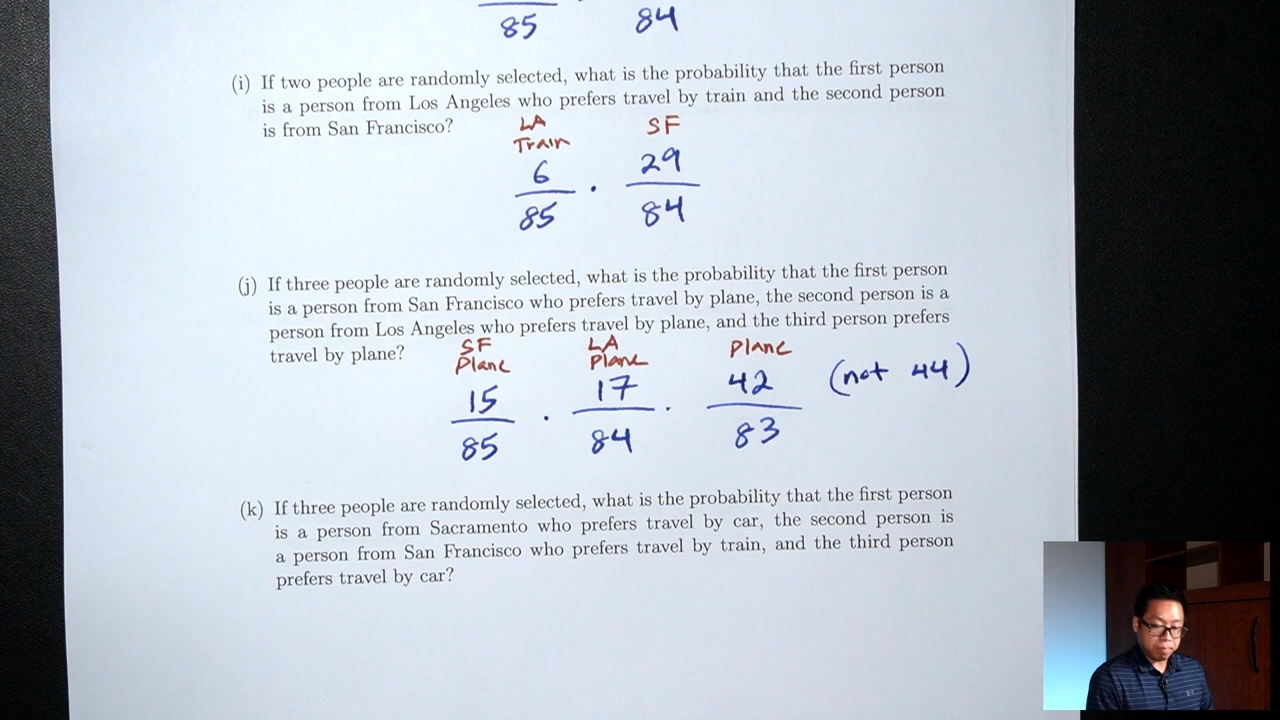 85 84
(i) If two people are randomly selected, what is the probability that the first person
is a person from Los Angeles who prefers travel by train and the second person
is from San Francisco?
LA SF
Train
6 29
. 
85 84
(j) If three people are randomly selected, what is the probability that the first person
is a person from San Francisco who prefers travel by plane, the second person is a
person from Los Angeles who prefers travel by plane, and the third person prefers
travel by plane?
SF LA Plane
Plane Plane
15 17 42 (not 44)
. .
85 84 83
(k) If three people are randomly selected, what is the probability that the first person
is a person from Sacramento who prefers travel by car, the second person is
a person from San Francisco who prefers travel by train, and the third person
prefers travel by car?